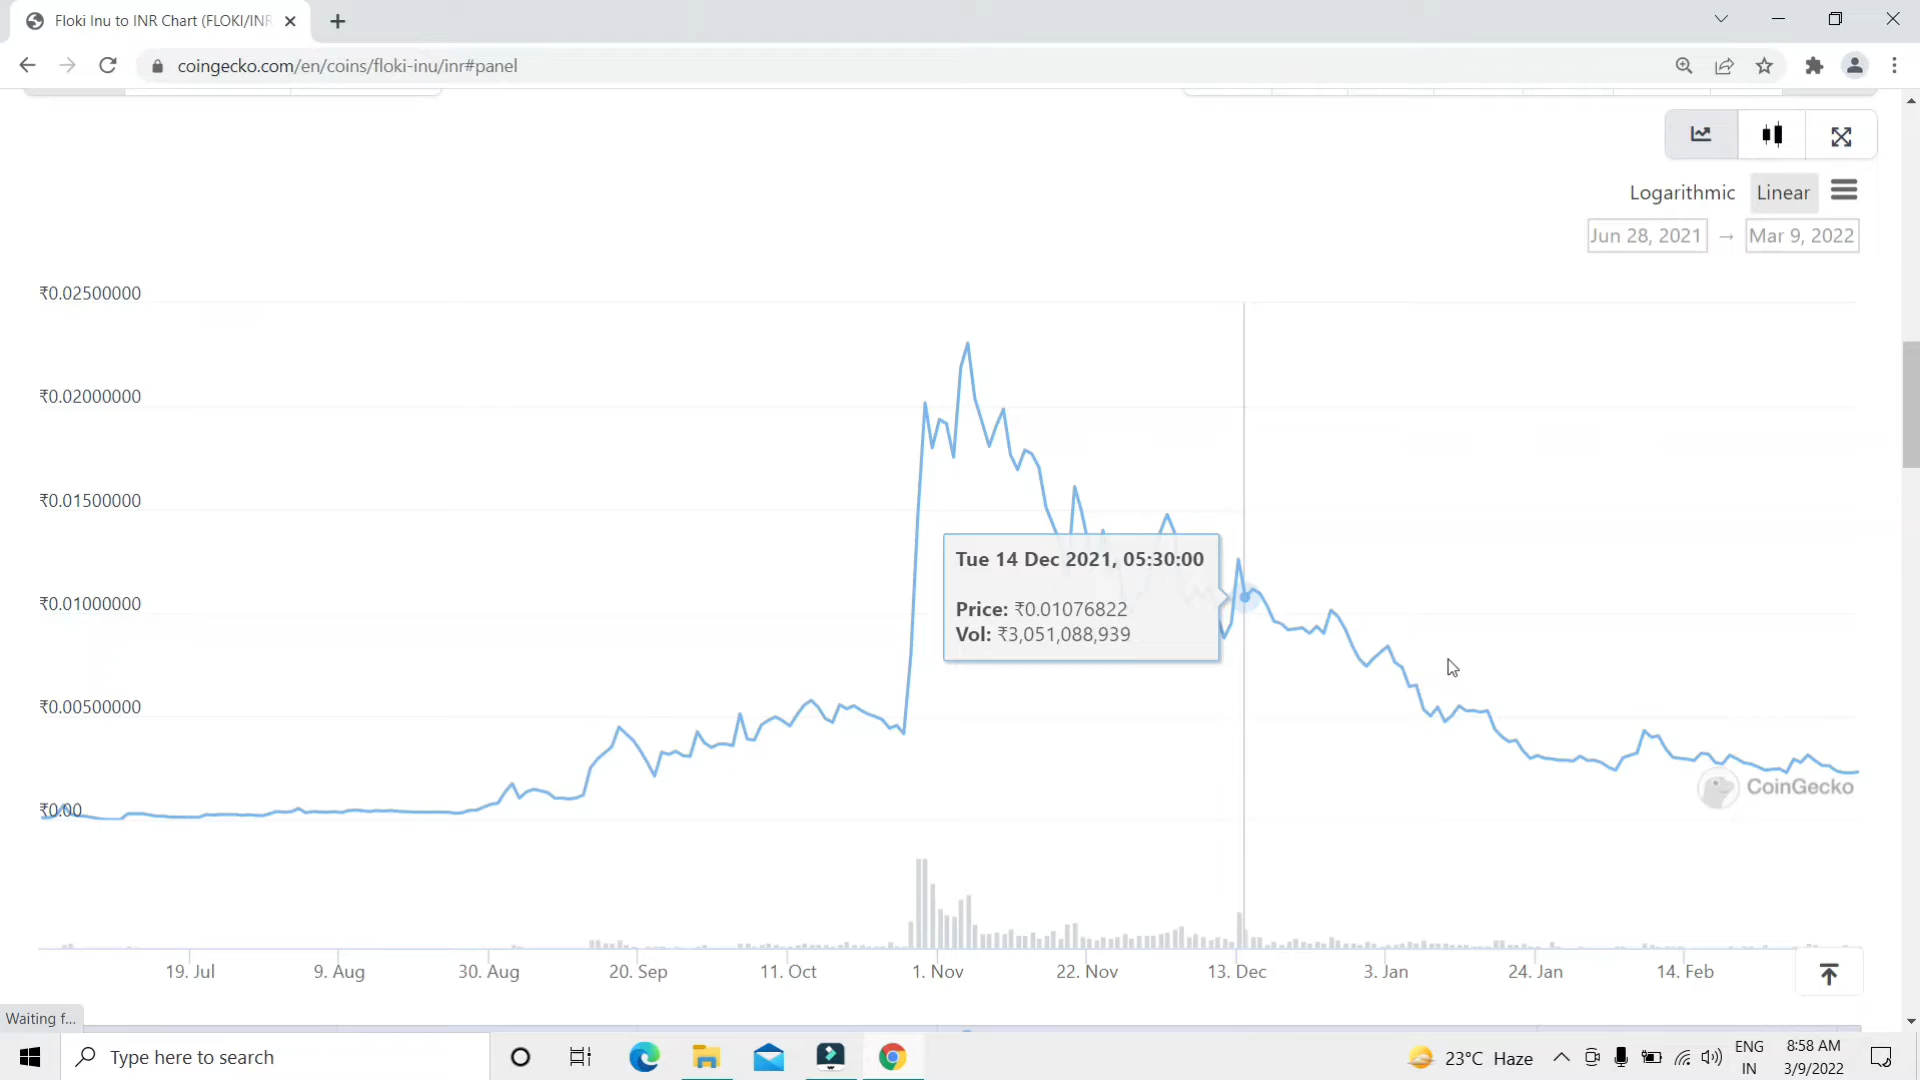 Floki Inu to INR Chart (FLOKI/INR
coingecko.com/en/coins/floki-inu/inr#panel
Logarithmic Linear
Jun 28, 2021 → Mar 9, 2022
₹0.02500000
₹0.02000000
₹0.01500000
Tue 14 Dec 2021, 05:30:00
₹0.01000000
Price: ₹0.01076822
Vol: ₹3,051,088,939
₹0.00500000
CoinGecko
₹0.00
19. Jul 9. Aug 30. Aug 20. Sep 11. Oct 1. Nov 22. Nov 13. Dec 3. Jan 24. Jan 14. Feb
Waiting f...
Type here to search
23°C Haze
ENG
IN
8:58 AM
3/9/2022